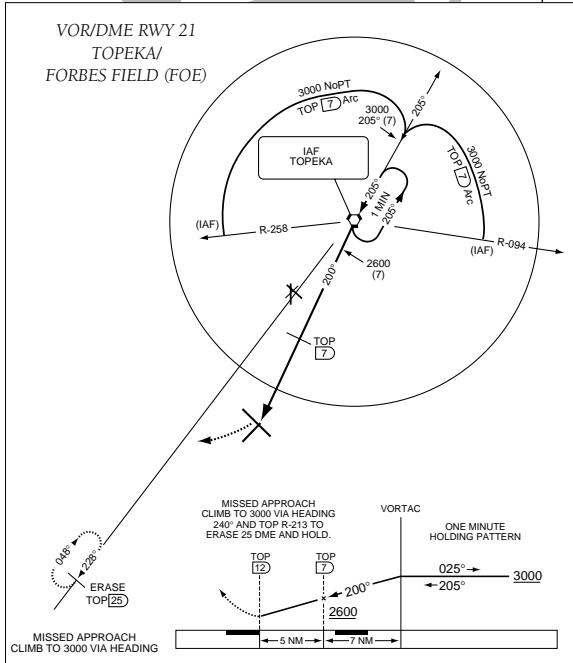 VOR/DME RWY 21
TOPEKA/
FORBES FIELD (FOE)
3000 NoPT
TOP 7 Arc
3000
205° (7)
205°
3000 NoPT
TOP 7 Arc
IAF
TOPEKA
205°
1 MIN
205°
(IAF)
R-258
R-094
(IAF)
2600
(7)
200°
TOP
7
MISSED APPROACH
CLIMB TO 3000 VIA HEADING
240° AND TOP R-213 TO
ERASE 25 DME AND HOLD.
VORTAC
ONE MINUTE
HOLDING PATTERN
TOP
12
TOP
7
025°
205°
3000
200°
2600
048°
228°
ERASE
TOP 25
5 NM
7 NM
MISSED APPROACH
CLIMB TO 3000 VIA HEADING